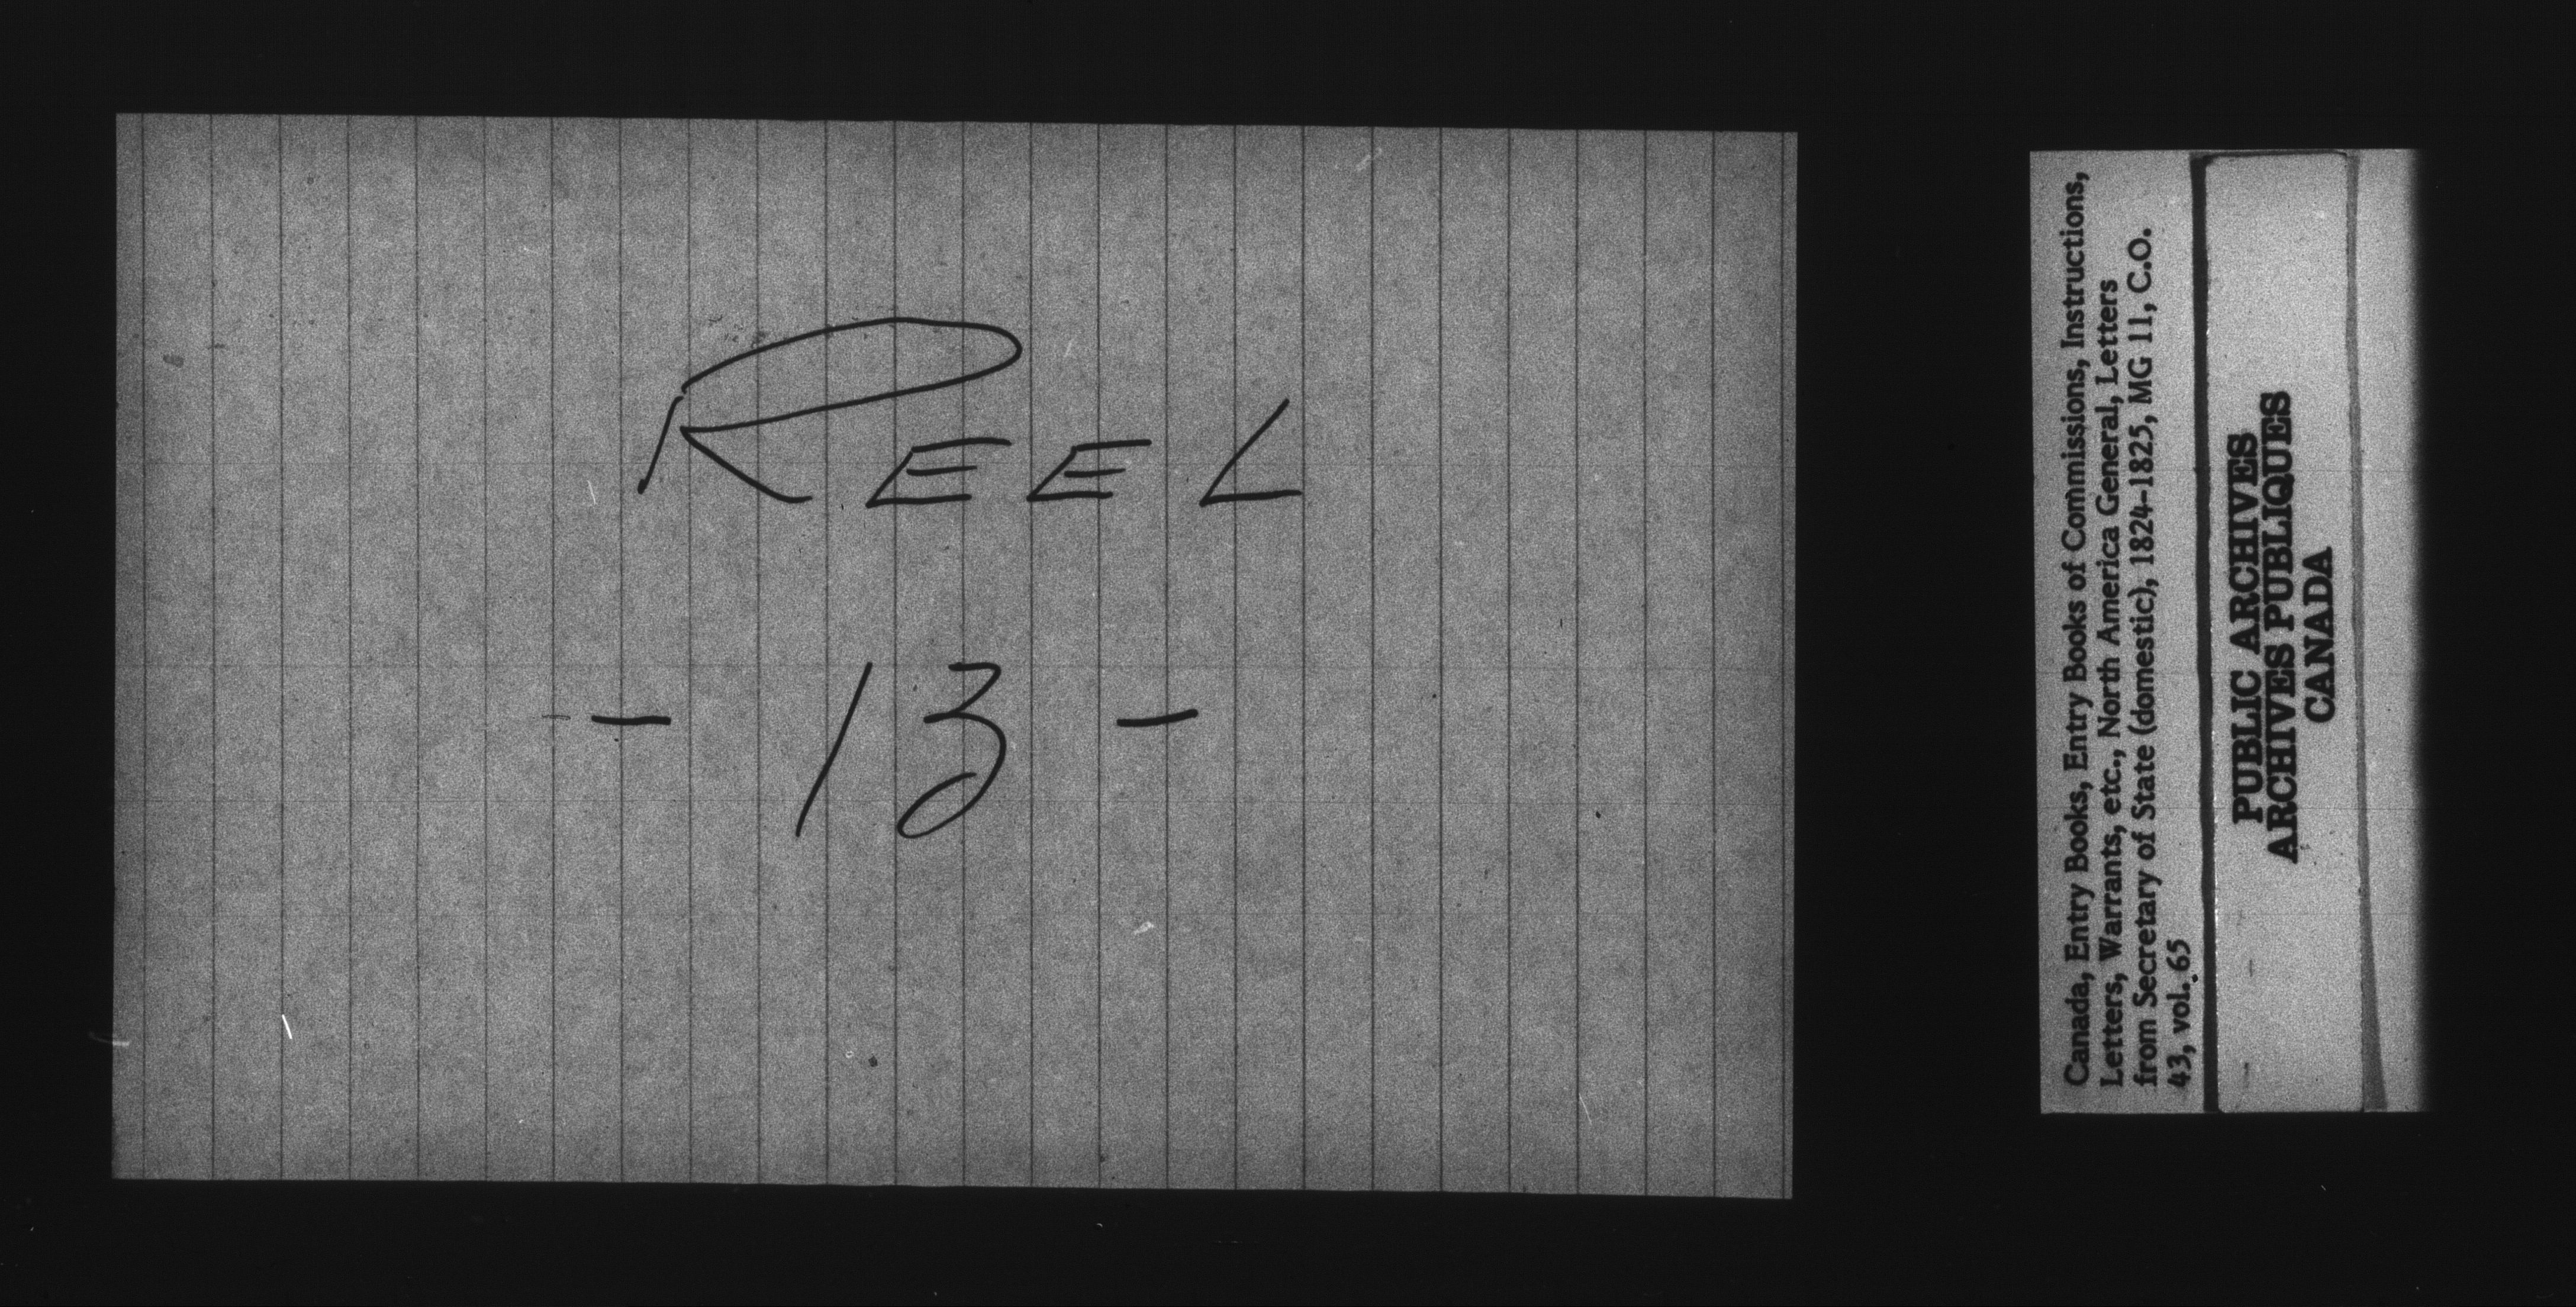 REEL
- 13 -
Canada, Entry Books, Entry Books of Commissions, Instructions,
Letters, Warrants, etc., North America General, Letters
from Secretary of State (domestic), 1824-1825, MG 11, C.O.
43, vol. 65
PUBLIC ARCHIVES
ARCHIVES PUBLIQUES
CANADA